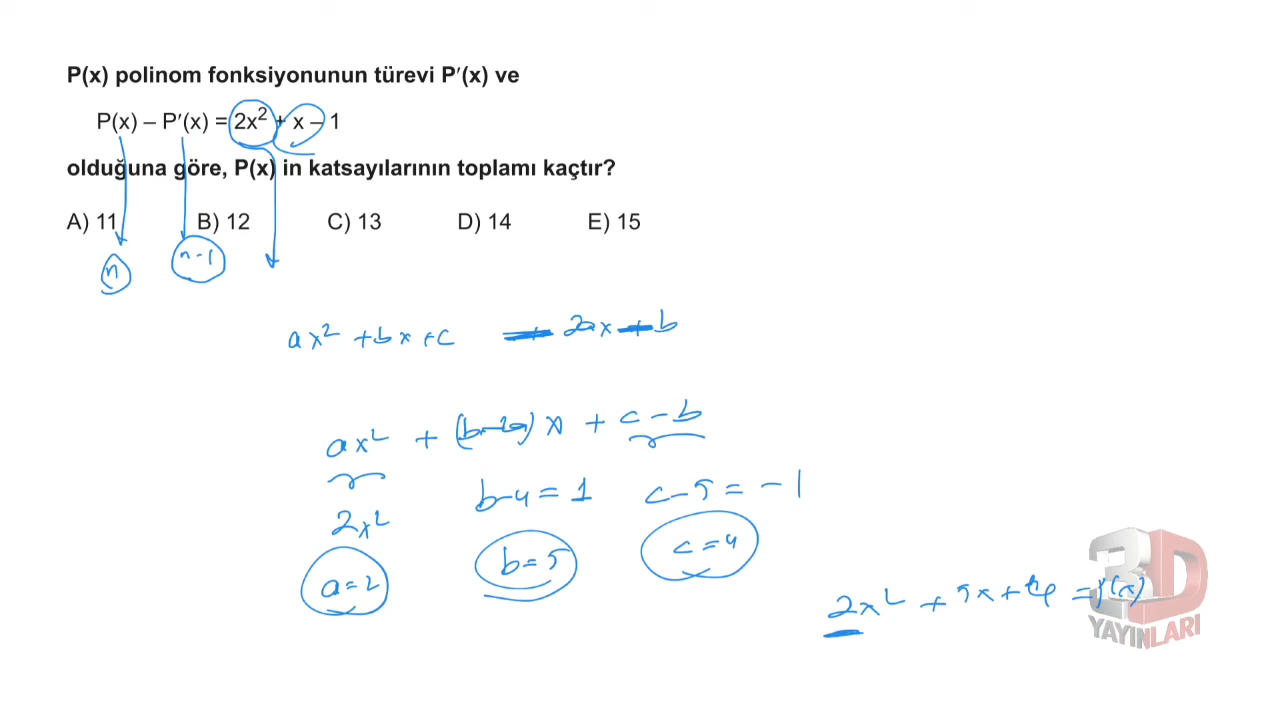 P(x) polinom fonksiyonunun türevi P′(x) ve
P(x) – P′(x) = 2x² + x – 1
olduğuna göre, P(x) in katsayılarının toplamı kaçtır?
A) 11 B) 12 C) 13 D) 14 E) 15
n n-1
ax² + bx + c 2ax b
ax² + (b-2a)x + c - b
b-4 = 1 c-5 = -1
2x²
a=2 b=5 c=4
2x² + 5x + 4 = P(x)
3D
YAYINLARI